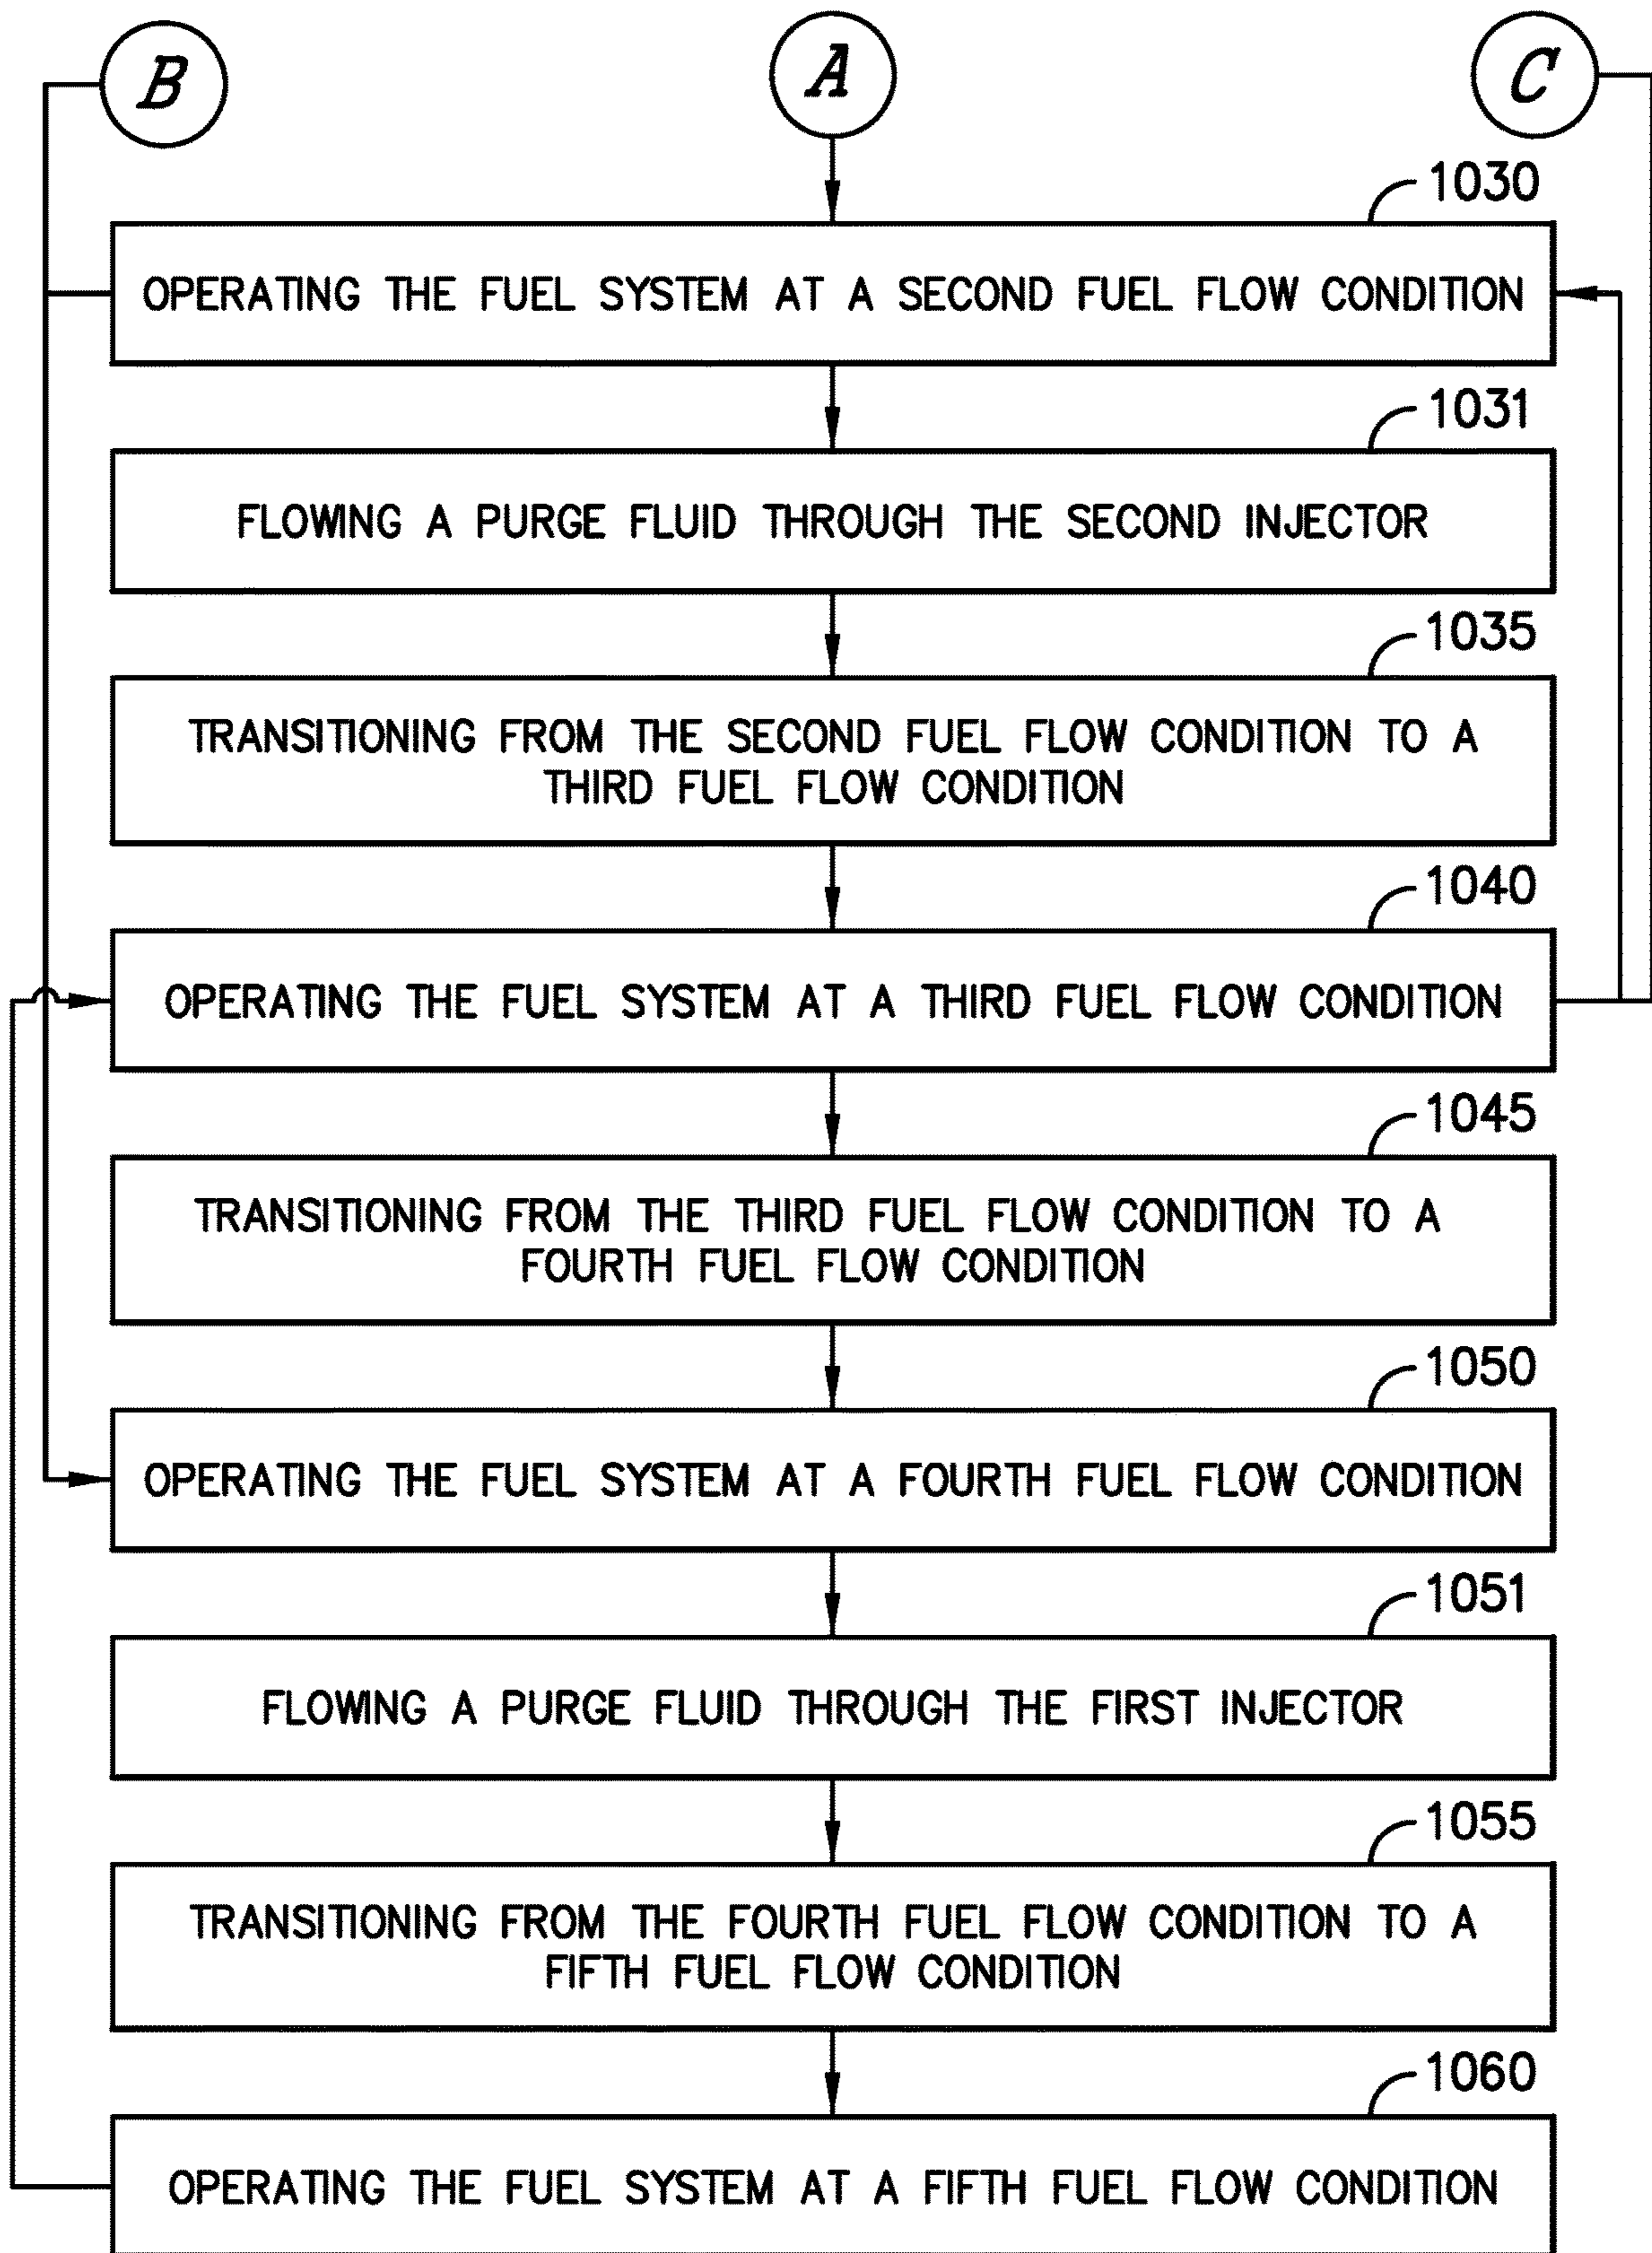 B
A
C
1030
OPERATING THE FUEL SYSTEM AT A SECOND FUEL FLOW CONDITION
1031
FLOWING A PURGE FLUID THROUGH THE SECOND INJECTOR
1035
TRANSITIONING FROM THE SECOND FUEL FLOW CONDITION TO A
THIRD FUEL FLOW CONDITION
1040
OPERATING THE FUEL SYSTEM AT A THIRD FUEL FLOW CONDITION
1045
TRANSITIONING FROM THE THIRD FUEL FLOW CONDITION TO A
FOURTH FUEL FLOW CONDITION
1050
OPERATING THE FUEL SYSTEM AT A FOURTH FUEL FLOW CONDITION
1051
FLOWING A PURGE FLUID THROUGH THE FIRST INJECTOR
1055
TRANSITIONING FROM THE FOURTH FUEL FLOW CONDITION TO A
FIFTH FUEL FLOW CONDITION
1060
OPERATING THE FUEL SYSTEM AT A FIFTH FUEL FLOW CONDITION